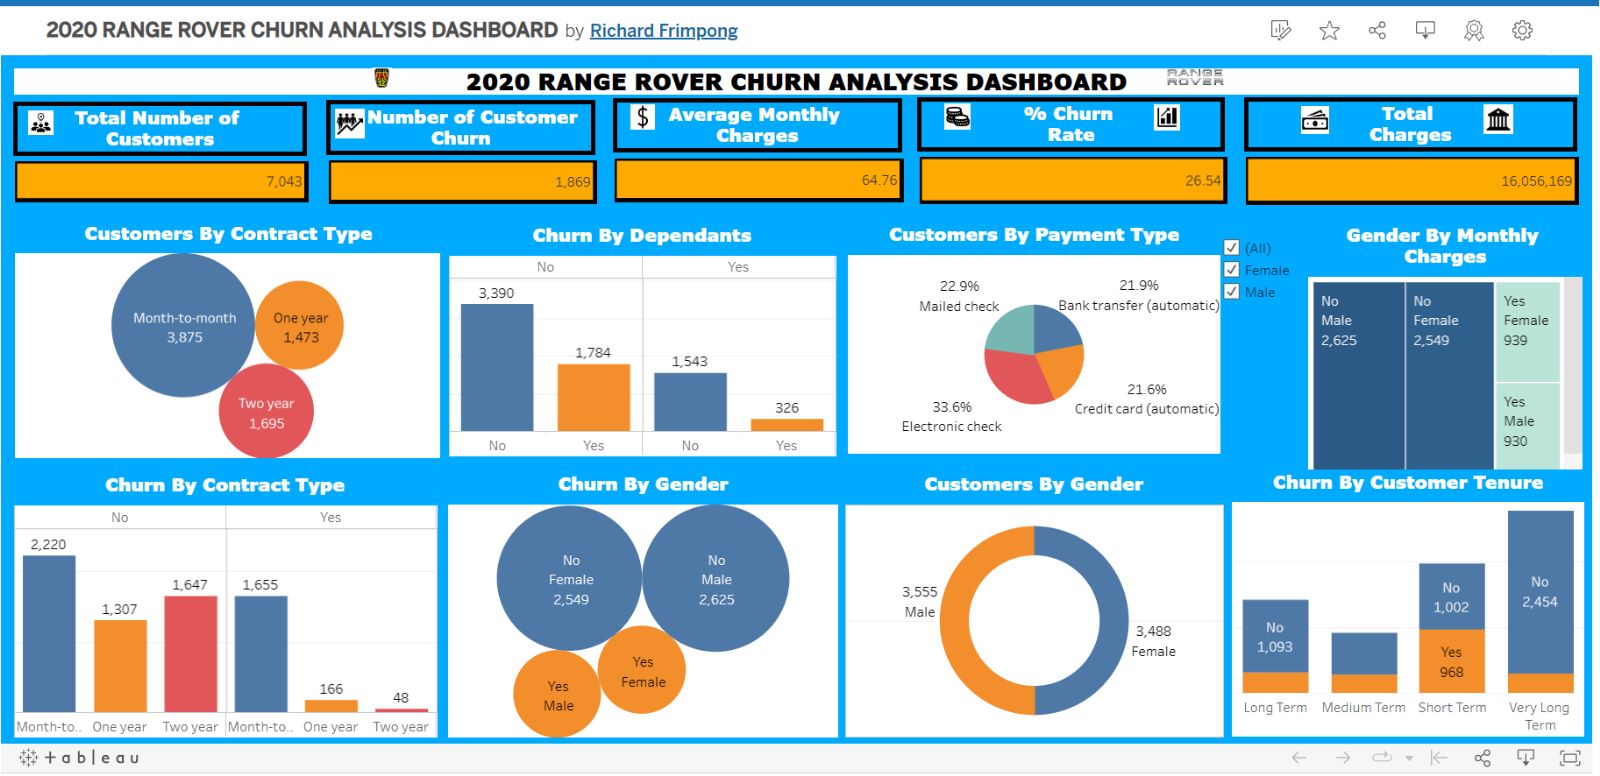 2020 RANGE ROVER CHURN ANALYSIS DASHBOARD by Richard Frimpong
2020 RANGE ROVER CHURN ANALYSIS DASHBOARD
RANGE
ROVER
Total Number of
Customers
Number of Customer
Churn
$
Average Monthly
Charges
% Churn
Rate
Total
Charges
7,043
1,869
64.76
26.54
16,056,169
Customers By Contract Type
Month-to-month
3,875
One year
1,473
Two year
1,695
Churn By Dependants
No
Yes
3,390
1,784
1,543
326
No
Yes
No
Yes
Customers By Payment Type
22.9%
Mailed check
21.9%
Bank transfer (automatic)
33.6%
Electronic check
21.6%
Credit card (automatic)
(All)
Female
Male
Gender By Monthly
Charges
No
Male
2,625
No
Female
2,549
Yes
Female
939
Yes
Male
930
Churn By Contract Type
No
Yes
2,220
1,307
1,647
1,655
166
48
Month-to..
One year
Two year
Month-to..
One year
Two year
Churn By Gender
No
Female
2,549
No
Male
2,625
Yes
Male
Yes
Female
Customers By Gender
3,555
Male
3,488
Female
Churn By Customer Tenure
No
1,093
No
1,002
Yes
968
No
2,454
Long Term
Medium Term
Short Term
Very Long
Term
+ a b l e a u